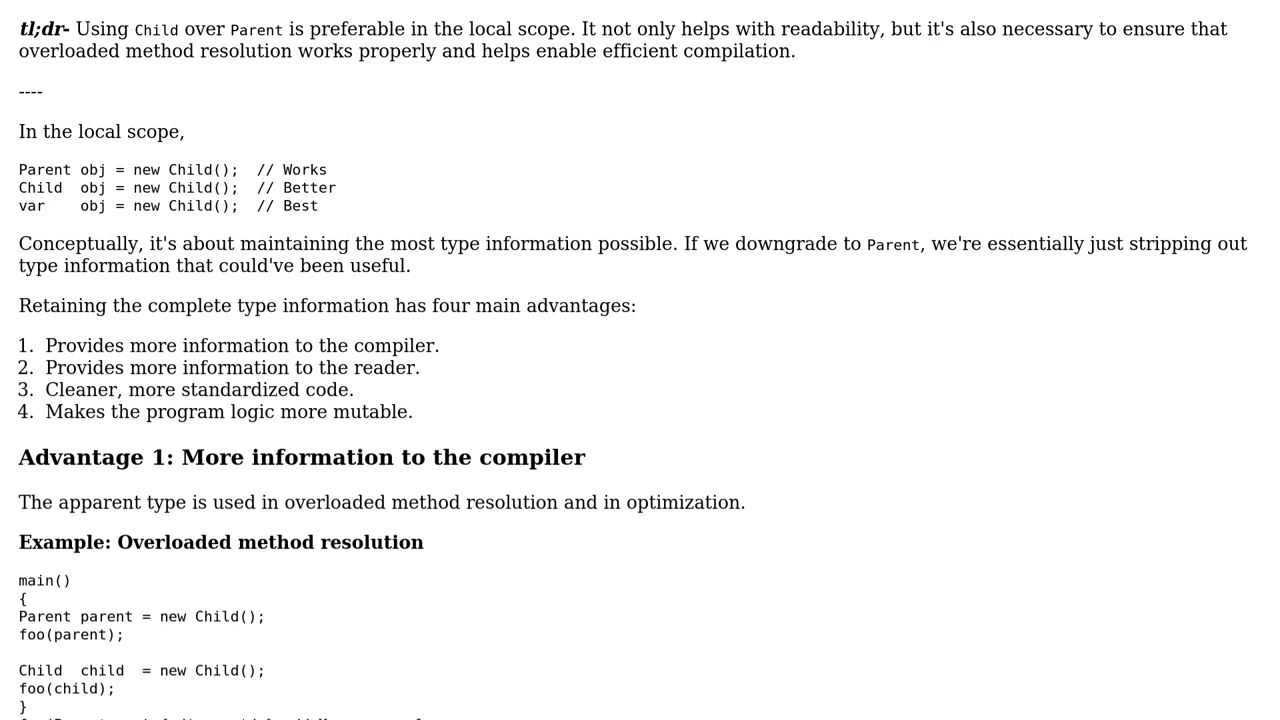 tl;dr- Using Child over Parent is preferable in the local scope. It not only helps with readability, but it's also necessary to ensure that
overloaded method resolution works properly and helps enable efficient compilation.
----
In the local scope,
Parent obj = new Child();  // Works
Child  obj = new Child();  // Better
var    obj = new Child();  // Best
Conceptually, it's about maintaining the most type information possible. If we downgrade to Parent, we're essentially just stripping out
type information that could've been useful.
Retaining the complete type information has four main advantages:
1. Provides more information to the compiler.
2. Provides more information to the reader.
3. Cleaner, more standardized code.
4. Makes the program logic more mutable.
Advantage 1: More information to the compiler
The apparent type is used in overloaded method resolution and in optimization.
Example: Overloaded method resolution
main()
{
Parent parent = new Child();
foo(parent);
Child  child  = new Child();
foo(child);
}